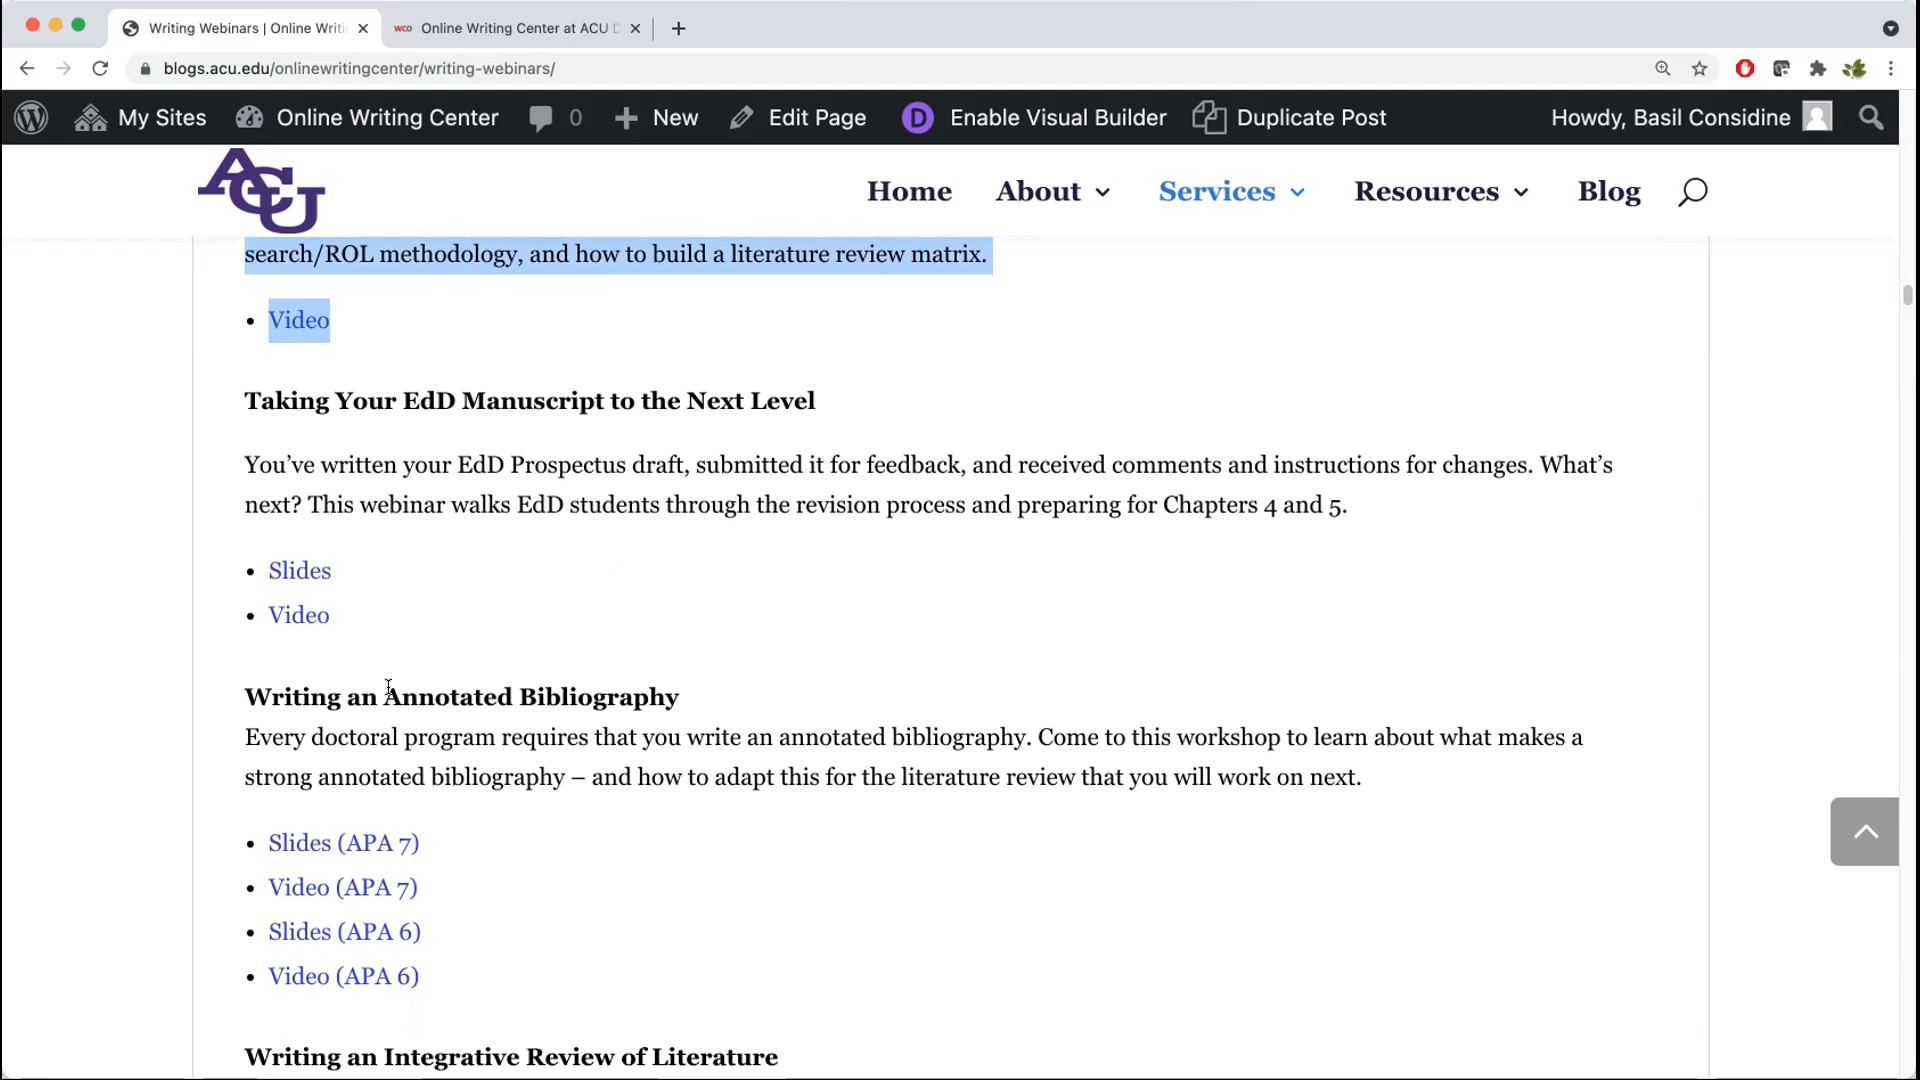 Writing Webinars | Online Writi
wco Online Writing Center at ACU D
blogs.acu.edu/onlinewritingcenter/writing-webinars/
My Sites Online Writing Center 0 New Edit Page D Enable Visual Builder Duplicate Post Howdy, Basil Considine
ACU Home About Services Resources Blog
search/ROL methodology, and how to build a literature review matrix.
• Video
Taking Your EdD Manuscript to the Next Level
You’ve written your EdD Prospectus draft, submitted it for feedback, and received comments and instructions for changes. What’s
next? This webinar walks EdD students through the revision process and preparing for Chapters 4 and 5.
• Slides
• Video
Writing an Annotated Bibliography
Every doctoral program requires that you write an annotated bibliography. Come to this workshop to learn about what makes a
strong annotated bibliography – and how to adapt this for the literature review that you will work on next.
• Slides (APA 7)
• Video (APA 7)
• Slides (APA 6)
• Video (APA 6)
Writing an Integrative Review of Literature